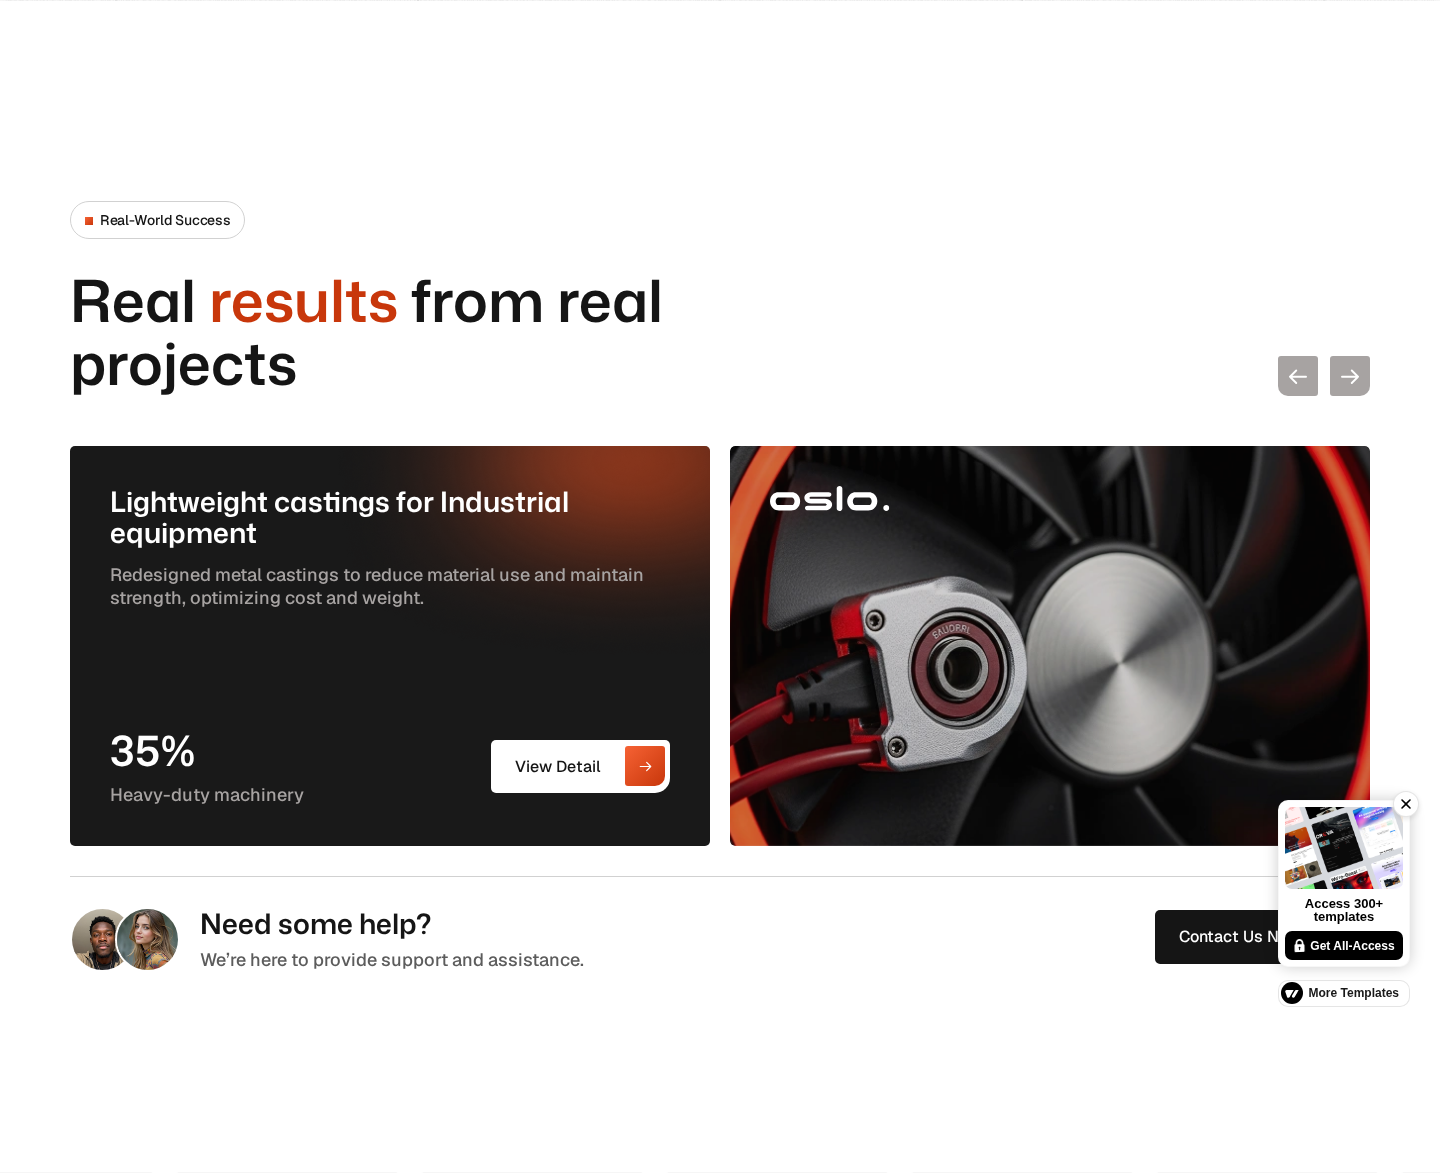 Real-World Success
Real results from real
projects
Lightweight castings for Industrial
equipment
Redesigned metal castings to reduce material use and maintain
strength, optimizing cost and weight.
35%
Heavy-duty machinery
View Detail
oslo.
Need some help?
We’re here to provide support and assistance.
Contact Us N
Access 300+
templates
Get All-Access
More Templates